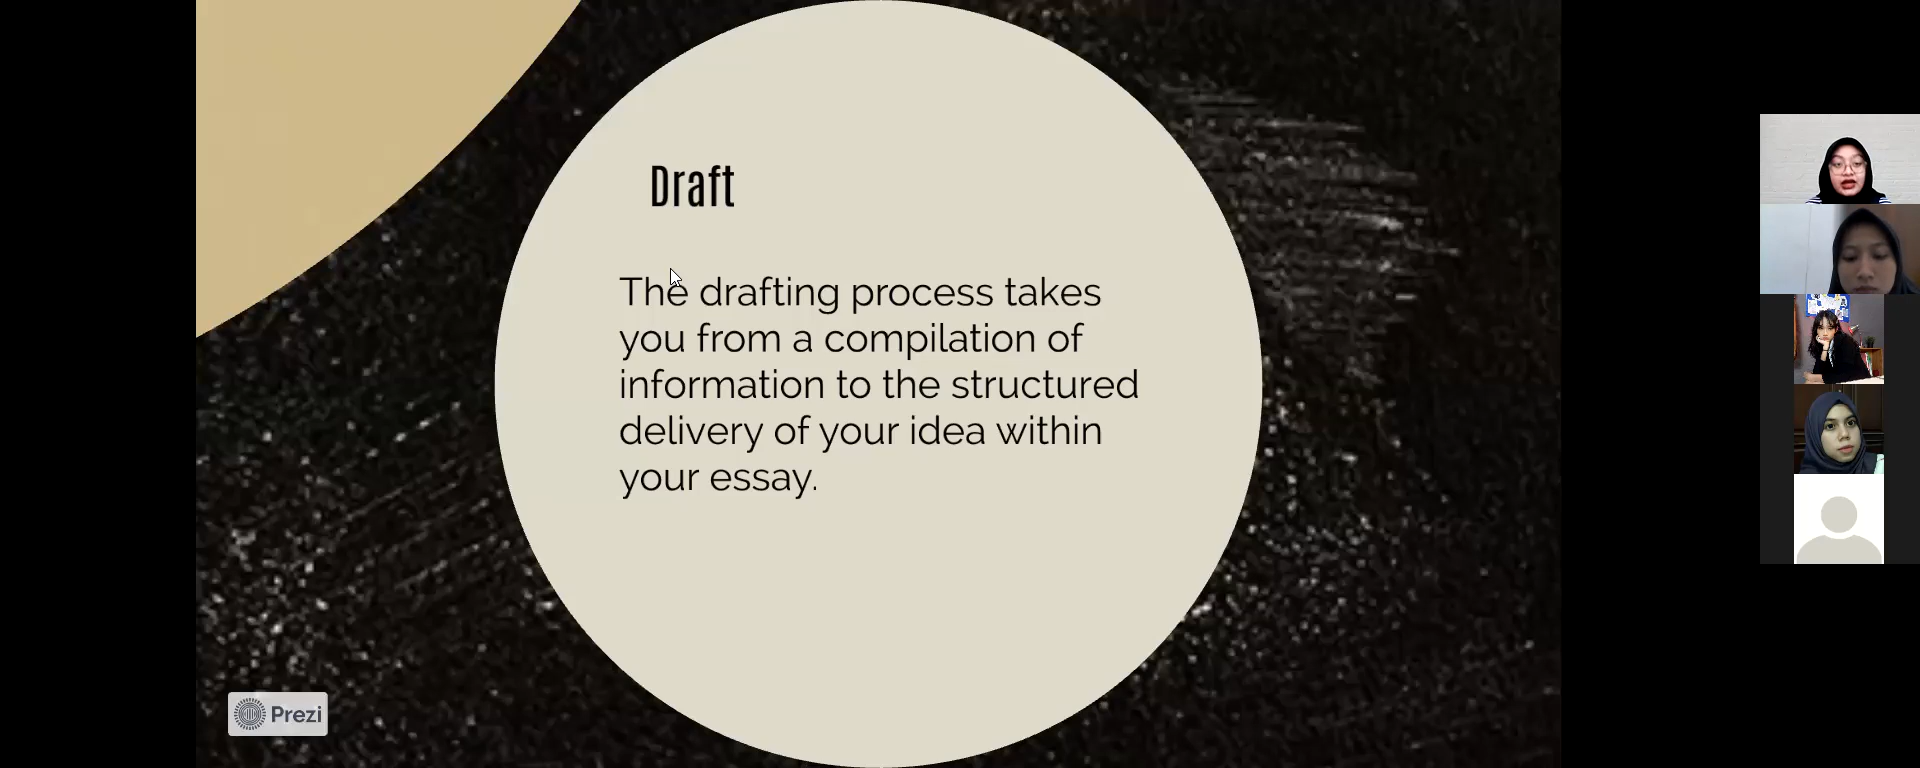 Draft
The drafting process takes
you from a compilation of
information to the structured
delivery of your idea within
your essay.
Prezi